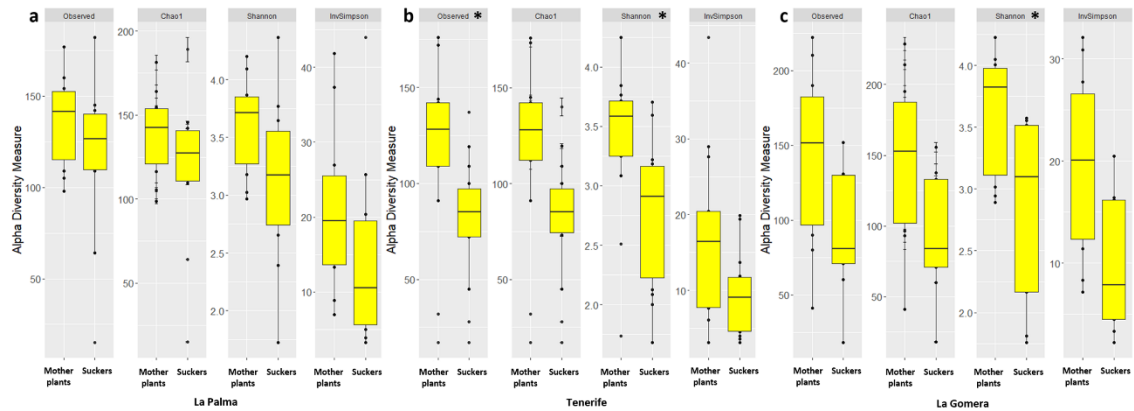 a
Observed
Chao1
Shannon
InvSimpson
Alpha Diversity Measure
150
100
50
200
150
100
50
4.0
3.5
3.0
2.5
2.0
40
30
20
10
Mother plants
Suckers
Mother plants
Suckers
Mother plants
Suckers
Mother plants
Suckers
La Palma
b
Observed *
Chao1
Shannon *
InvSimpson
Alpha Diversity Measure
150
100
50
150
100
50
4.0
3.5
3.0
2.5
2.0
40
30
20
10
Mother plants
Suckers
Mother plants
Suckers
Mother plants
Suckers
Mother plants
Suckers
Tenerife
c
Observed
Chao1
Shannon *
InvSimpson
Alpha Diversity Measure
200
150
100
50
200
150
100
50
4.0
3.5
3.0
2.5
2.0
30
20
10
Mother plants
Suckers
Mother plants
Suckers
Mother plants
Suckers
Mother plants
Suckers
La Gomera